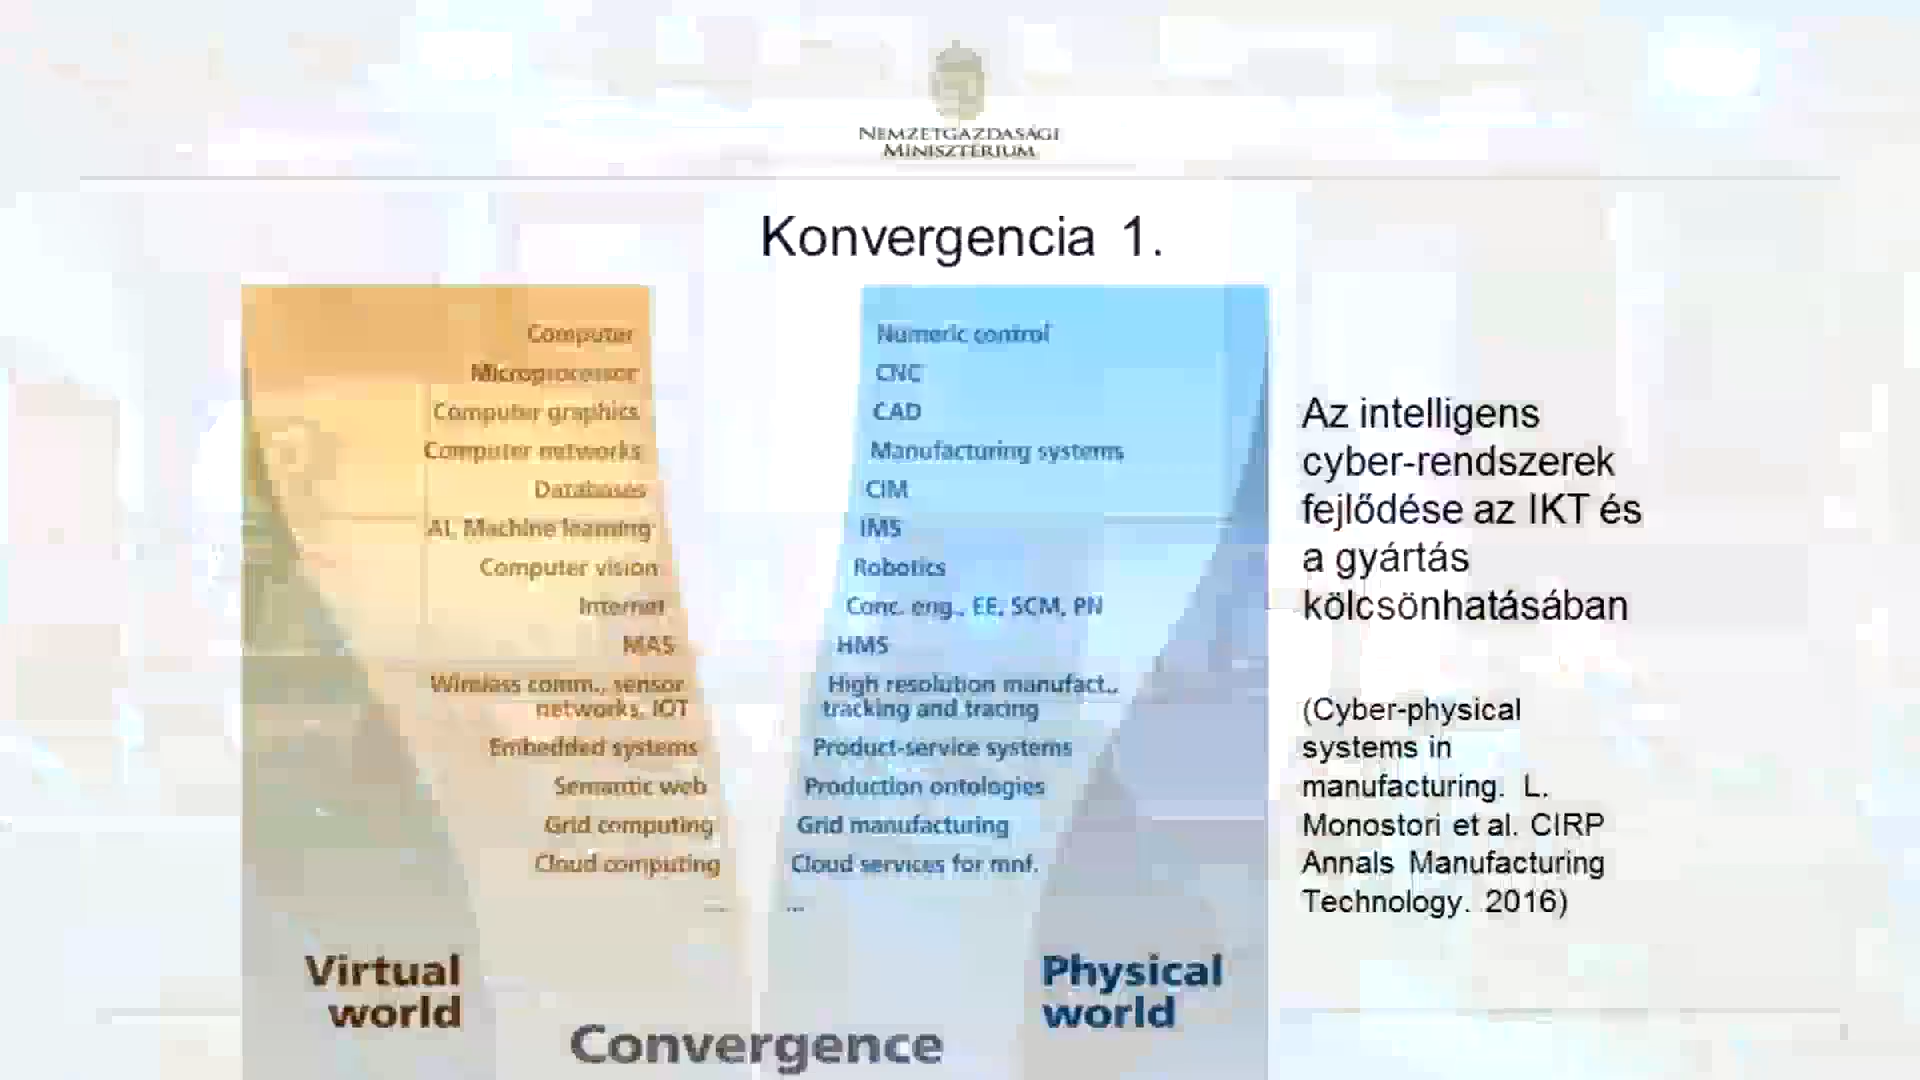 NEMZETGAZDASÁGI
MINISZTÉRIUM
Konvergencia 1.
Computer
Microprocessor
Computer graphics
Computer networks
Databases
AI, Machine learning
Computer vision
Internet
MAS
Wireless comm., sensor
networks, IOT
Embedded systems
Semantic web
Grid computing
Cloud computing
...
Virtual
world
Numeric control
CNC
CAD
Manufacturing systems
CIM
IMS
Robotics
Conc. eng., EE, SCM, PN
HMS
High resolution manufact.,
tracking and tracing
Product-service systems
Production ontologies
Grid manufacturing
Cloud services for mnf.
...
Physical
world
Convergence
Az intelligens
cyber-rendszerek
fejlődése az IKT és
a gyártás
kölcsönhatásában
(Cyber-physical
systems in
manufacturing. L.
Monostori et al. CIRP
Annals Manufacturing
Technology. 2016)